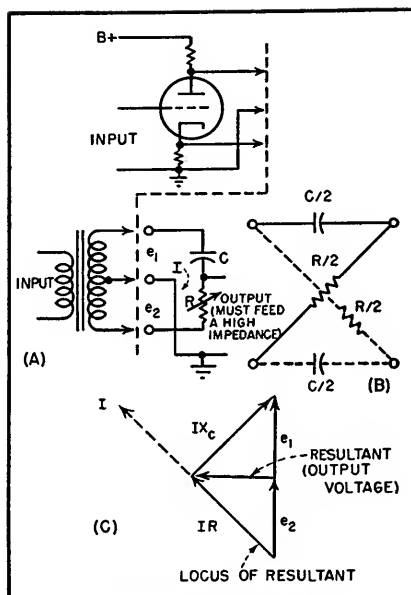 B+
INPUT
INPUT
e₁
I
C
e₂
R
OUTPUT
(MUST FEED
A HIGH
IMPEDANCE)
(A)
C/2
R/2
R/2
C/2
(B)
I
IXc
e₁
RESULTANT
(OUTPUT
VOLTAGE)
e₂
IR
(C)
LOCUS OF RESULTANT